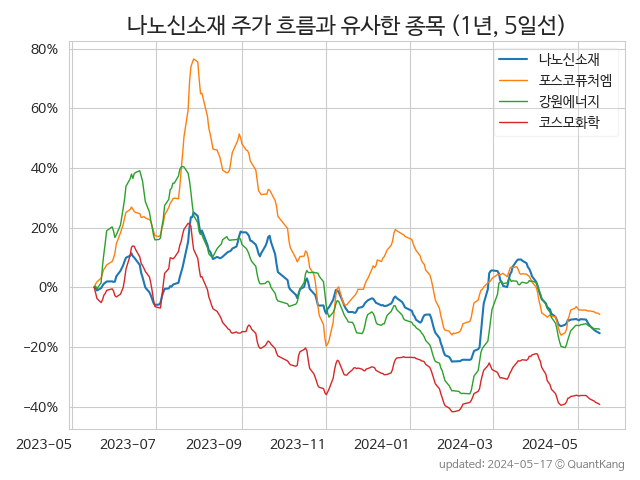 나노신소재 주가 흐름과 유사한 종목 (1년, 5일선)
80%
60%
40%
20%
0%
−20%
−40%
나노신소재
포스코퓨처엠
강원에너지
코스모화학
2023-05 2023-07 2023-09 2023-11 2024-01 2024-03 2024-05
updated: 2024-05-17 © QuantKang